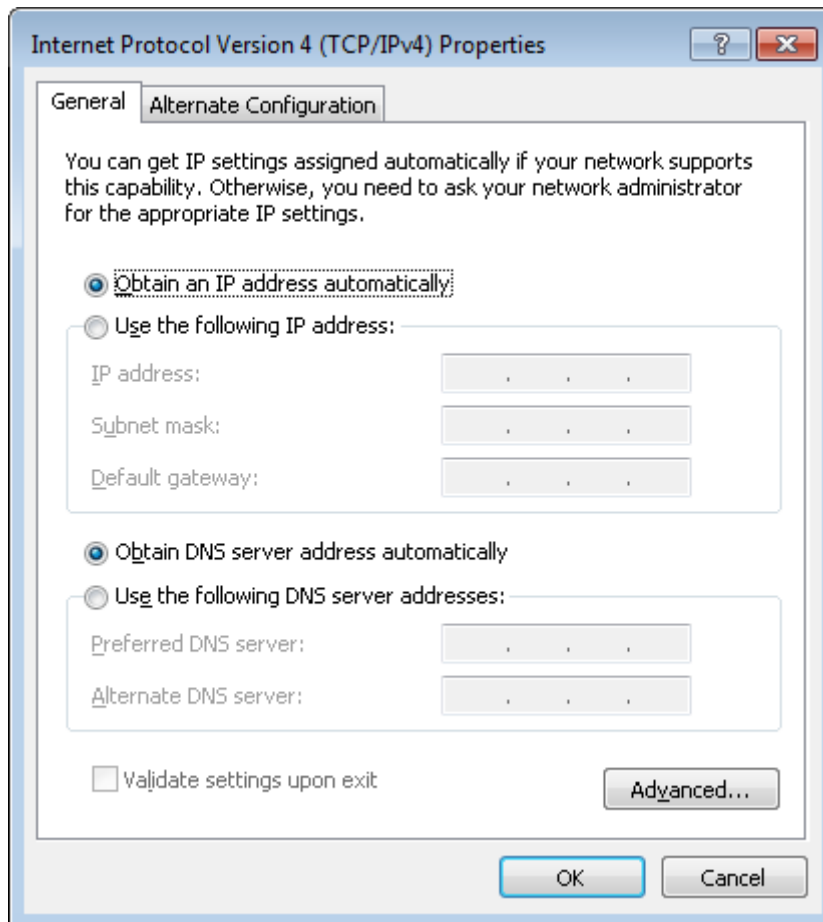 Internet Protocol Version 4 (TCP/IPv4) Properties
General
Alternate Configuration
You can get IP settings assigned automatically if your network supports
this capability. Otherwise, you need to ask your network administrator
for the appropriate IP settings.
Obtain an IP address automatically
Use the following IP address:
IP address:
Subnet mask:
Default gateway:
Obtain DNS server address automatically
Use the following DNS server addresses:
Preferred DNS server:
Alternate DNS server:
Validate settings upon exit
Advanced...
OK
Cancel